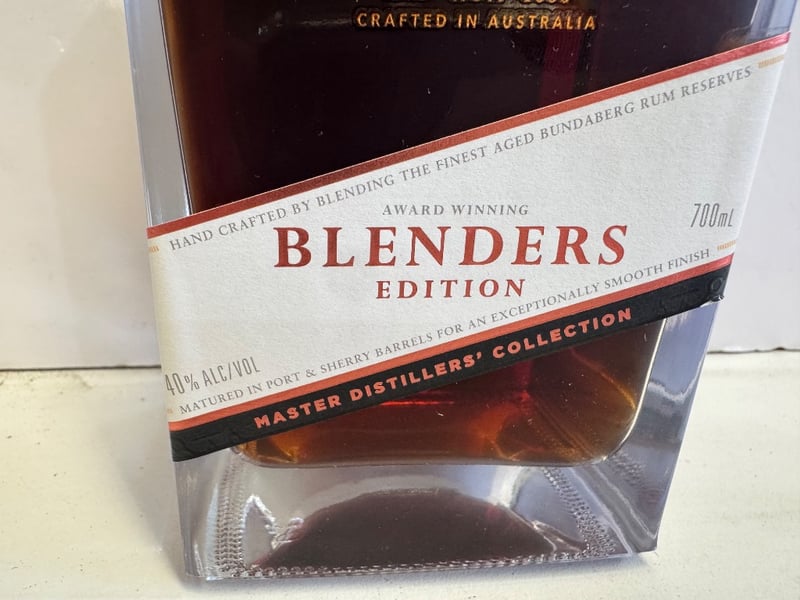 CRAFTED IN AUSTRALIA
HAND CRAFTED BY BLENDING THE FINEST AGED BUNDABERG RUM RESERVES
AWARD WINNING
BLENDERS
EDITION
700mL
40% ALC/VOL
MATURED IN PORT & SHERRY BARRELS FOR AN EXCEPTIONALLY SMOOTH FINISH
MASTER DISTILLERS' COLLECTION